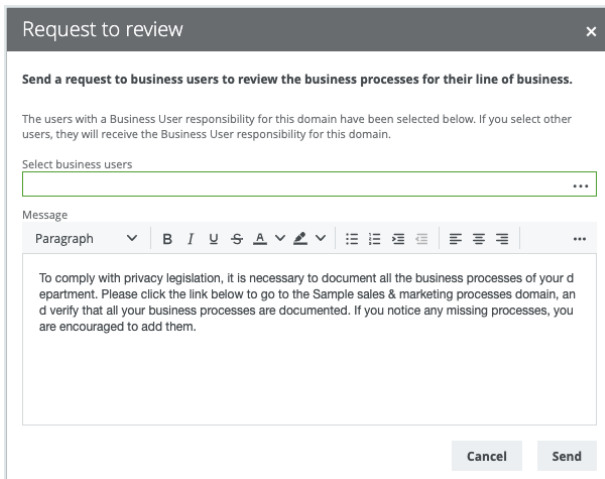 Request to review
Send a request to business users to review the business processes for their line of business.
The users with a Business User responsibility for this domain have been selected below. If you select other
users, they will receive the Business User responsibility for this domain.
Select business users
Message
Paragraph B I U S A
To comply with privacy legislation, it is necessary to document all the business processes of your d
epartment. Please click the link below to go to the Sample sales & marketing processes domain, an
d verify that all your business processes are documented. If you notice any missing processes, you
are encouraged to add them.
Cancel Send